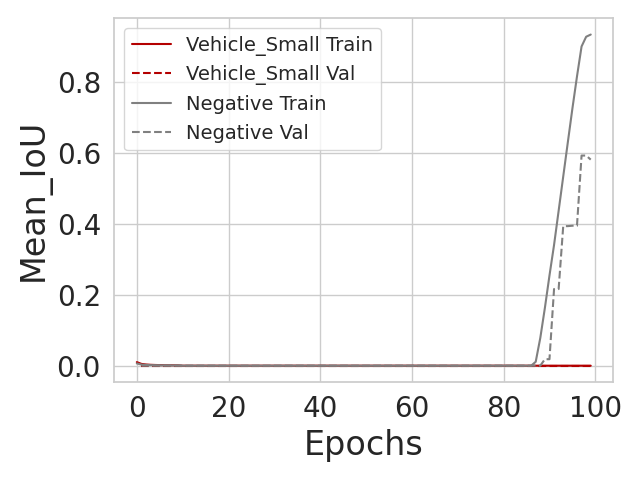 Vehicle_Small Train
Vehicle_Small Val
Negative Train
Negative Val
Mean_IoU
0.8
0.6
0.4
0.2
0.0
0 20 40 60 80 100
Epochs